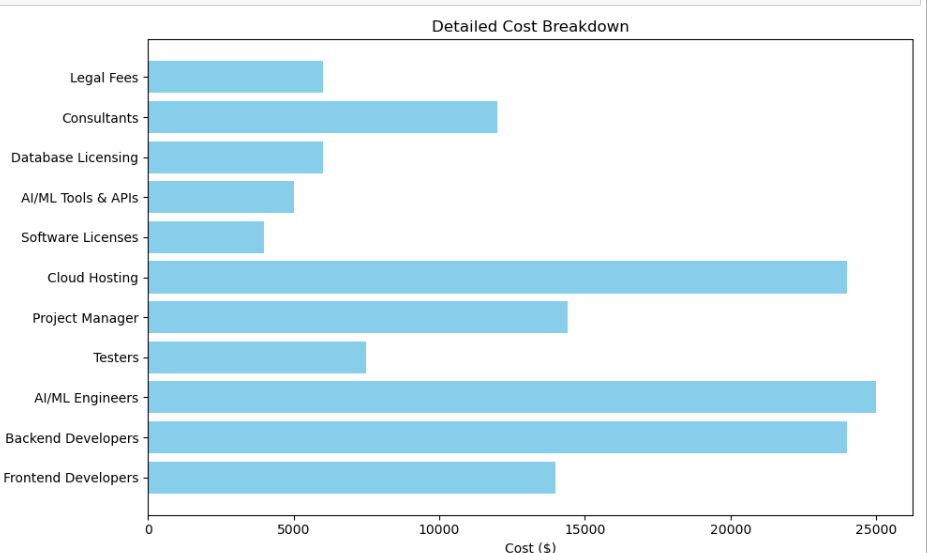 Detailed Cost Breakdown
Legal Fees
Consultants
Database Licensing
AI/ML Tools & APIs
Software Licenses
Cloud Hosting
Project Manager
Testers
AI/ML Engineers
Backend Developers
Frontend Developers
0 5000 10000 15000 20000 25000
Cost ($)